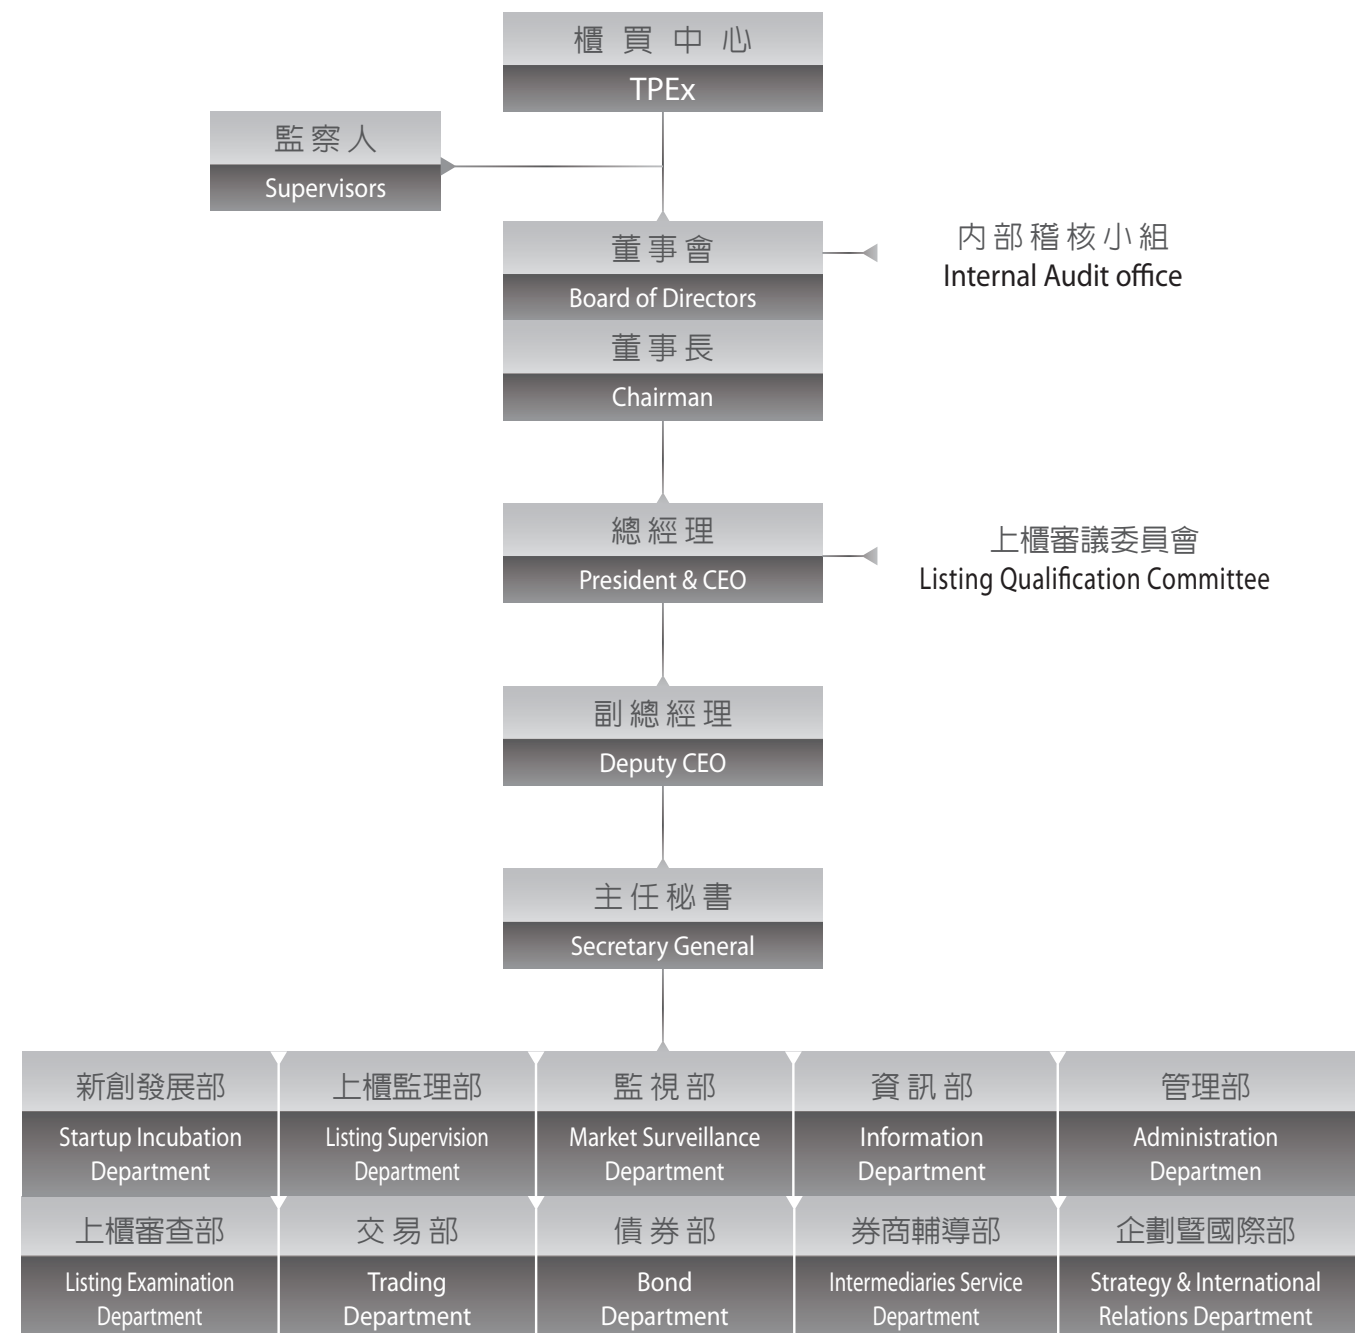 櫃買中心
TPEx
監察人
Supervisors
董事會
Board of Directors
內部稽核小組
Internal Audit office
董事長
Chairman
總經理
President & CEO
上櫃審議委員會
Listing Qualification Committee
副總經理
Deputy CEO
主任秘書
Secretary General
新創發展部
Startup Incubation
Department
上櫃監理部
Listing Supervision
Department
監視部
Market Surveillance
Department
資訊部
Information
Department
管理部
Administration
Departmen
上櫃審查部
Listing Examination
Department
交易部
Trading
Department
債券部
Bond
Department
券商輔導部
Intermediaries Service
Department
企劃暨國際部
Strategy & International
Relations Department